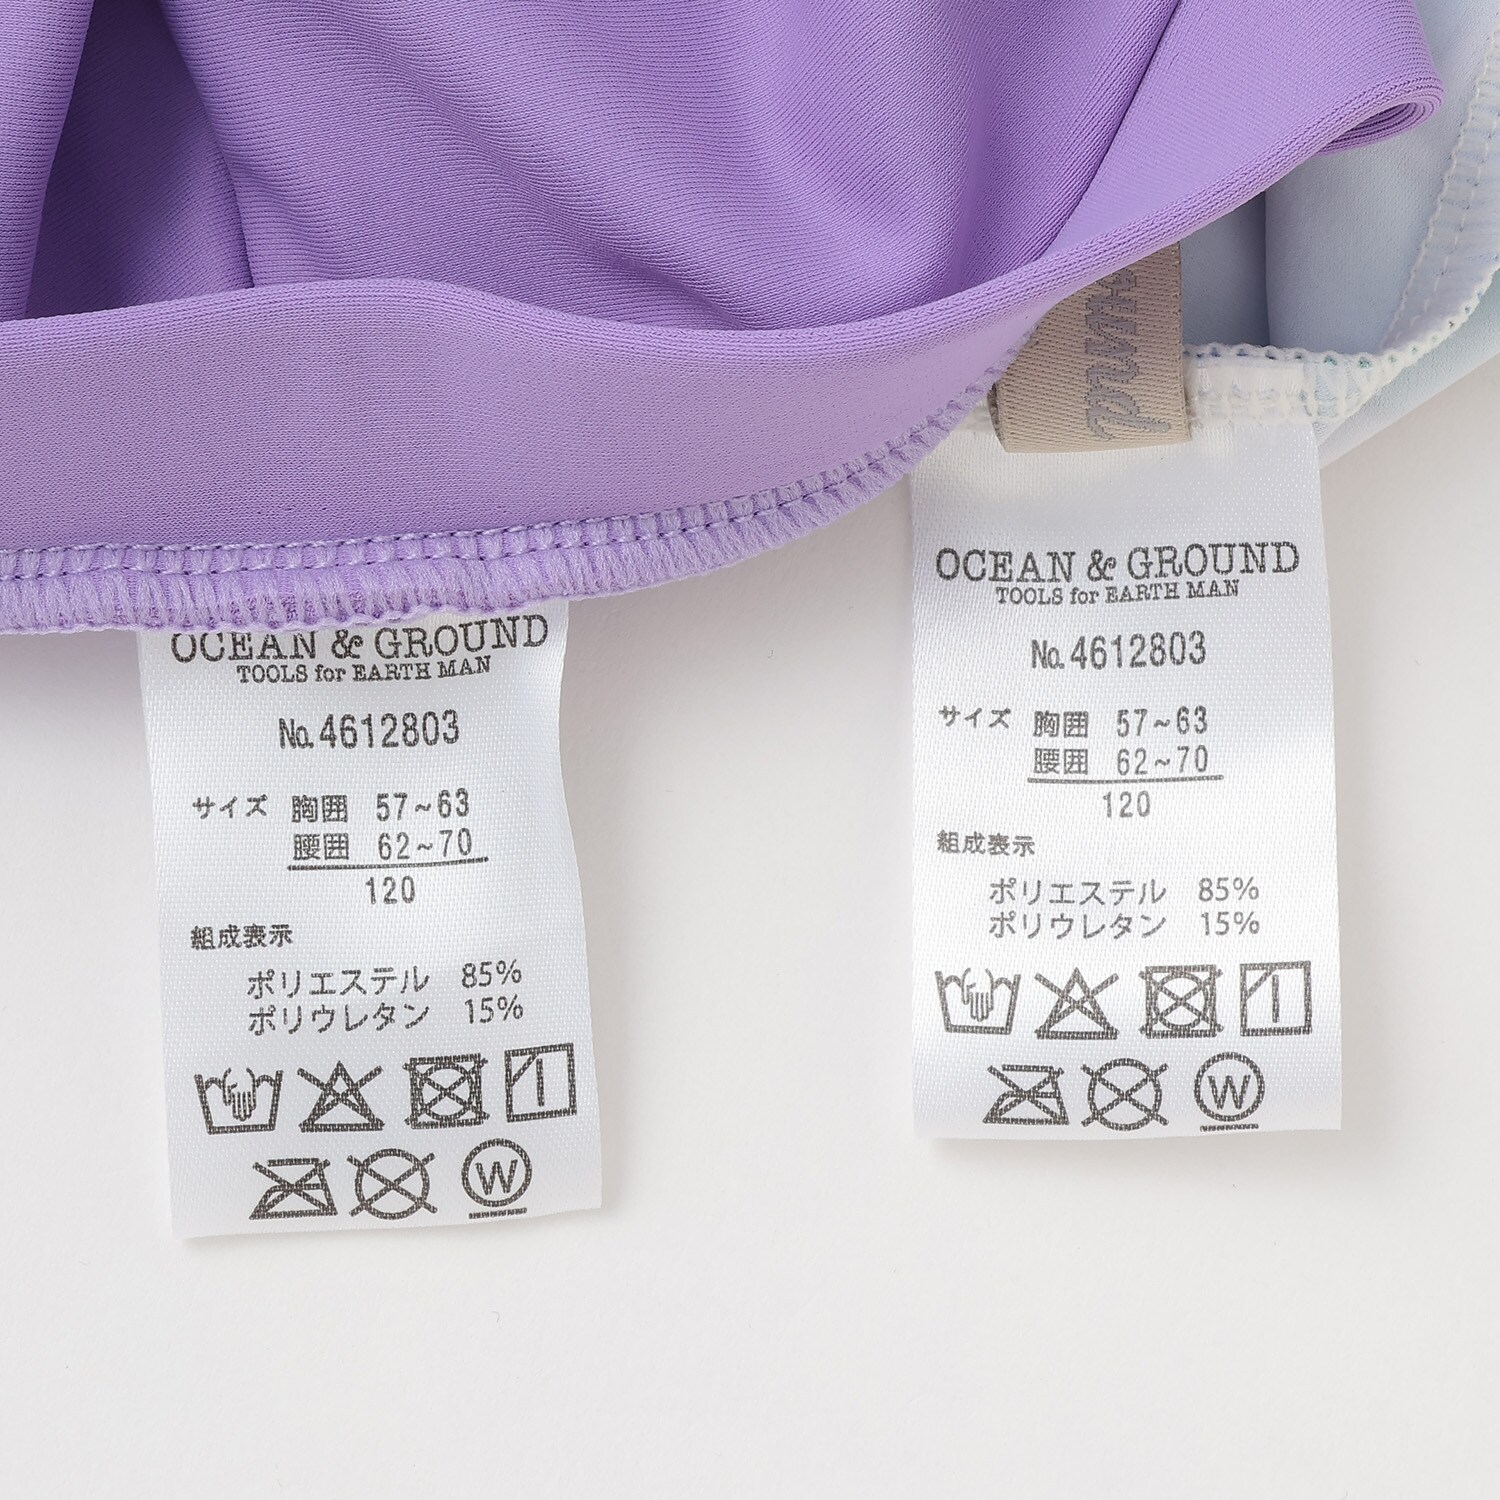 OCEAN & GROUND
TOOLS for EARTH MAN
No.4612803
サイズ 胸囲 57~63
腰囲 62~70
120
組成表示
ポリエステル 85%
ポリウレタン 15%
W
OCEAN & GROUND
TOOLS for EARTH MAN
No.4612803
サイズ 胸囲 57~63
腰囲 62~70
120
組成表示
ポリエステル 85%
ポリウレタン 15%
W